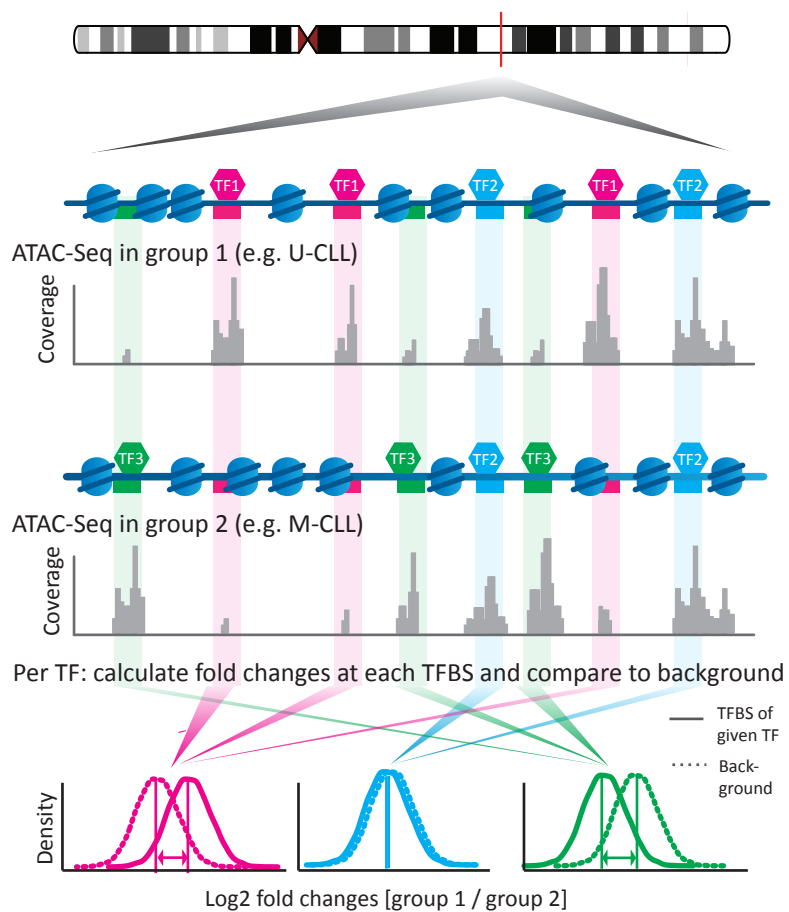 TF1
TF1
TF2
TF1
TF2
ATAC-Seq in group 1 (e.g. U-CLL)
Coverage
TF3
TF3
TF2
TF3
TF2
ATAC-Seq in group 2 (e.g. M-CLL)
Coverage
Per TF: calculate fold changes at each TFBS and compare to background
TFBS of
given TF
Back-
ground
Density
Log2 fold changes [group 1 / group 2]